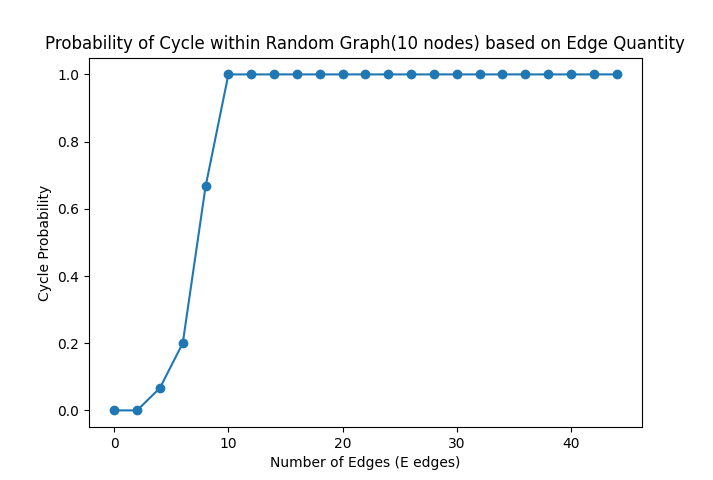 Probability of Cycle within Random Graph(10 nodes) based on Edge Quantity
1.0
0.8
0.6
0.4
0.2
0.0
Cycle Probability
0 10 20 30 40
Number of Edges (E edges)